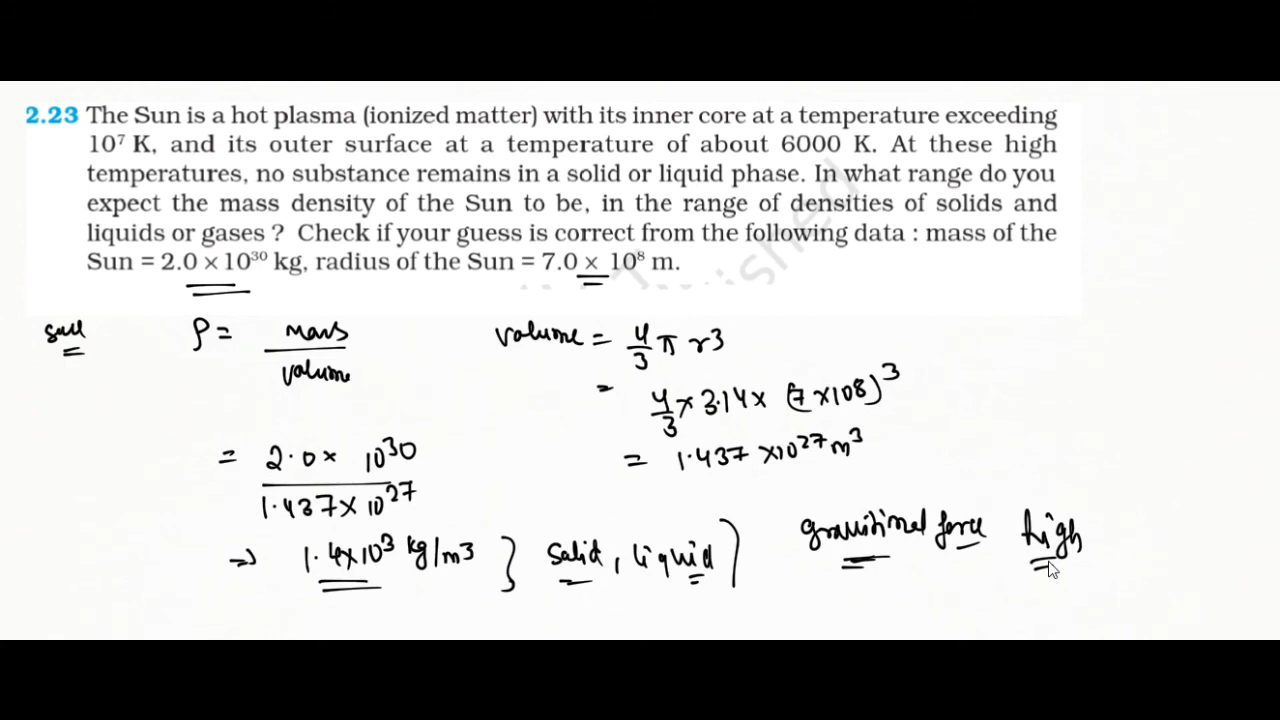 2.23 The Sun is a hot plasma (ionized matter) with its inner core at a temperature exceeding
10⁷ K, and its outer surface at a temperature of about 6000 K. At these high
temperatures, no substance remains in a solid or liquid phase. In what range do you
expect the mass density of the Sun to be, in the range of densities of solids and
liquids or gases ? Check if your guess is correct from the following data : mass of the
Sun = 2.0 × 10³⁰ kg, radius of the Sun = 7.0 × 10⁸ m.
ρ = mass / volume
volume = 4/3 π r3
= 4/3 × 3.14 × (7 × 108)³
= 2.0 × 10³⁰ / 1.437 × 10²⁷
= 1.437 × 10²⁷ m³
⇒ 1.4 × 10³ kg/m3 } solid, liquid } force high